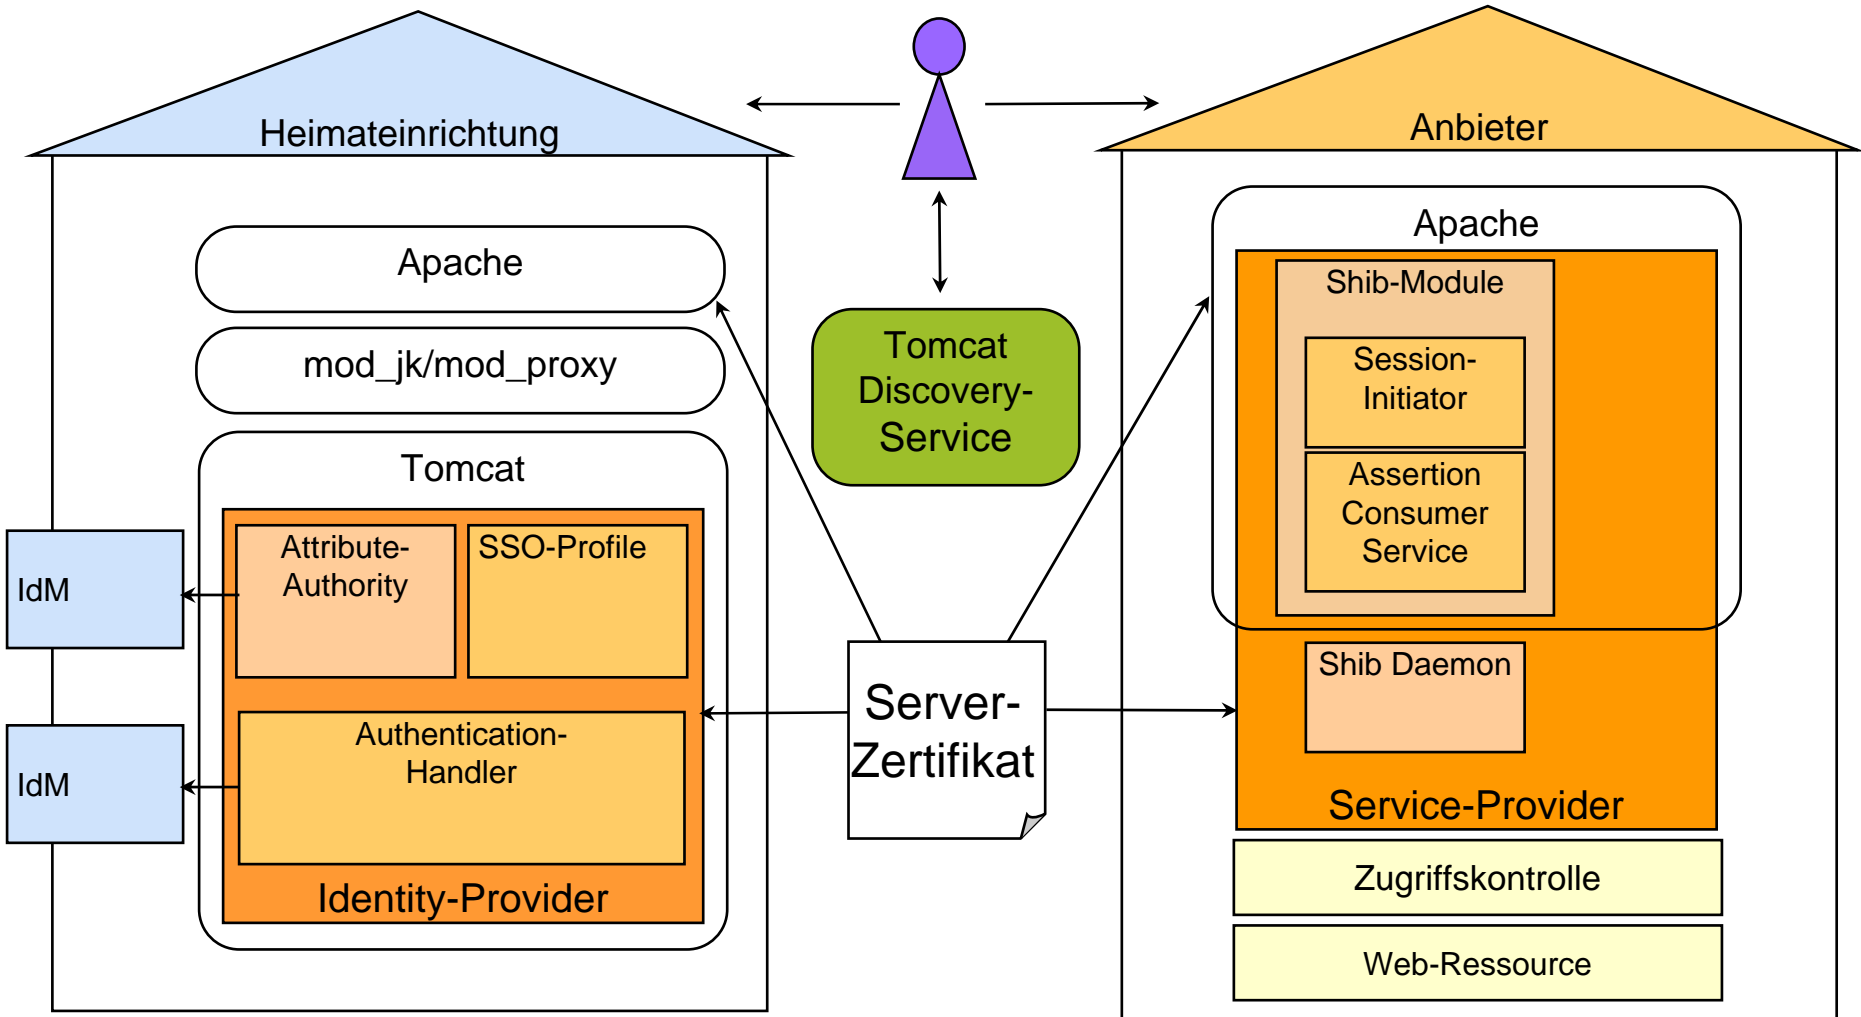 Heimateinrichtung
Apache
mod_jk/mod_proxy
Tomcat
Attribute-
Authority
SSO-Profile
IdM
Authentication-
Handler
IdM
Identity-Provider
Tomcat
Discovery-
Service
Server-
Zertifikat
Anbieter
Apache
Shib-Module
Session-
Initiator
Assertion
Consumer
Service
Shib Daemon
Service-Provider
Zugriffskontrolle
Web-Ressource